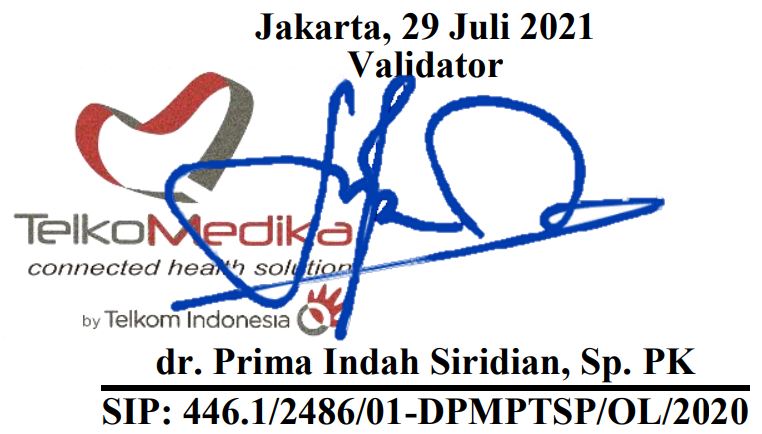 Jakarta, 29 Juli 2021
Validator
TelkoMedika
connected health solution
by Telkom Indonesia
dr. Prima Indah Siridian, Sp. PK
SIP: 446.1/2486/01-DPMPTSP/OL/2020